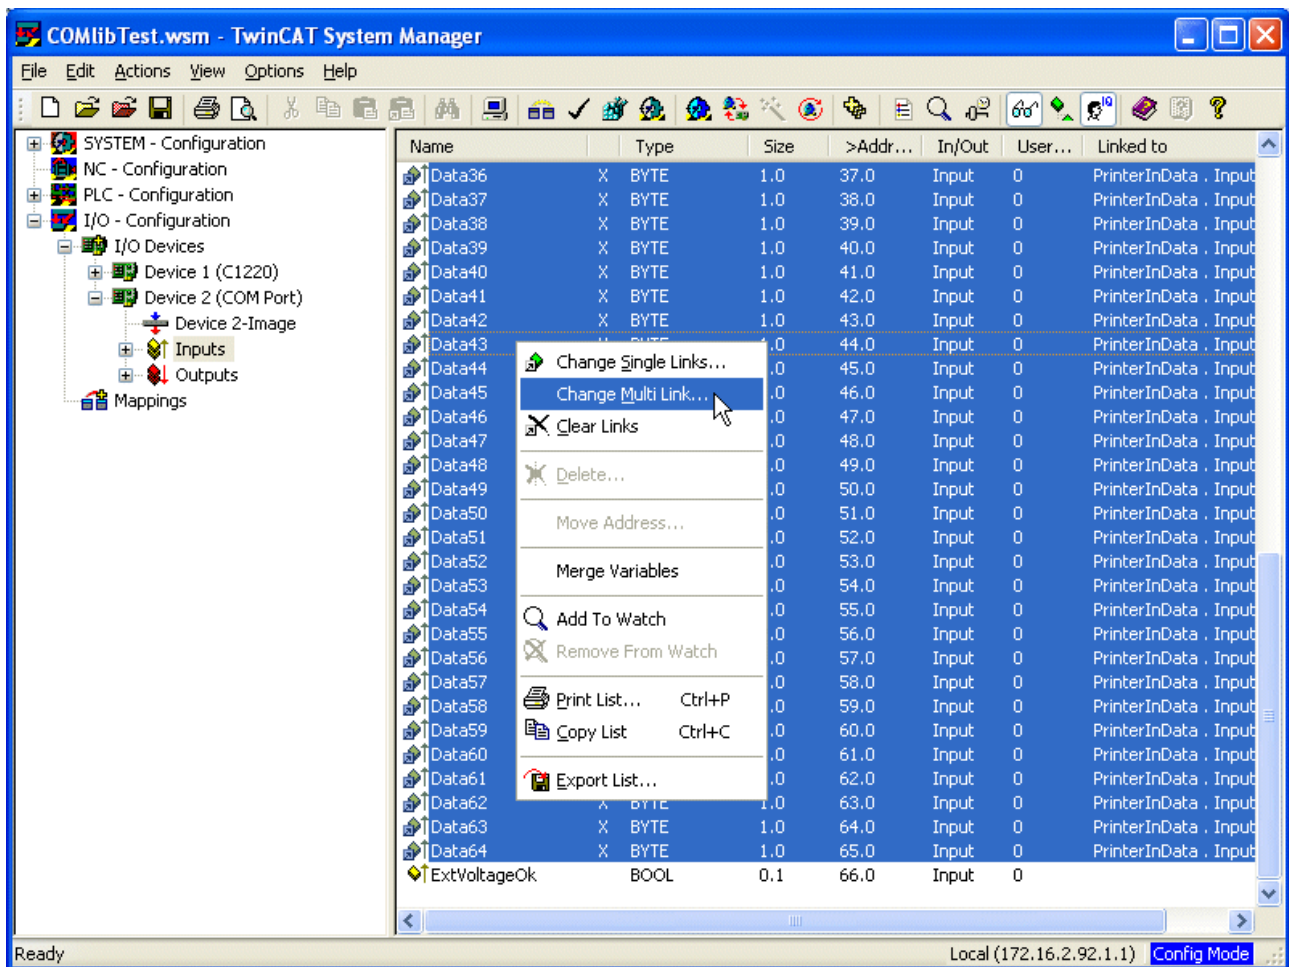 COMlibTest.wsm - TwinCAT System Manager
File Edit Actions View Options Help
SYSTEM - Configuration
NC - Configuration
PLC - Configuration
I/O - Configuration
I/O Devices
Device 1 (C1220)
Device 2 (COM Port)
Device 2-Image
Inputs
Outputs
Mappings
Name Type Size >Addr... In/Out User... Linked to
Data36 X BYTE 1.0 37.0 Input 0 PrinterInData . Input
Data37 X BYTE 1.0 38.0 Input 0 PrinterInData . Input
Data38 X BYTE 1.0 39.0 Input 0 PrinterInData . Input
Data39 X BYTE 1.0 40.0 Input 0 PrinterInData . Input
Data40 X BYTE 1.0 41.0 Input 0 PrinterInData . Input
Data41 X BYTE 1.0 42.0 Input 0 PrinterInData . Input
Data42 X BYTE 1.0 43.0 Input 0 PrinterInData . Input
Data43 X BYTE 1.0 44.0 Input 0 PrinterInData . Input
Data44 .0 45.0 Input 0 PrinterInData . Input
Data45 .0 46.0 Input 0 PrinterInData . Input
Data46 .0 47.0 Input 0 PrinterInData . Input
Data47 .0 48.0 Input 0 PrinterInData . Input
Data48 .0 49.0 Input 0 PrinterInData . Input
Data49 .0 50.0 Input 0 PrinterInData . Input
Data50 .0 51.0 Input 0 PrinterInData . Input
Data51 .0 52.0 Input 0 PrinterInData . Input
Data52 .0 53.0 Input 0 PrinterInData . Input
Data53 .0 54.0 Input 0 PrinterInData . Input
Data54 .0 55.0 Input 0 PrinterInData . Input
Data55 .0 56.0 Input 0 PrinterInData . Input
Data56 .0 57.0 Input 0 PrinterInData . Input
Data57 .0 58.0 Input 0 PrinterInData . Input
Data58 .0 59.0 Input 0 PrinterInData . Input
Data59 .0 60.0 Input 0 PrinterInData . Input
Data60 .0 61.0 Input 0 PrinterInData . Input
Data61 .0 62.0 Input 0 PrinterInData . Input
Data62 X BYTE 1.0 63.0 Input 0 PrinterInData . Input
Data63 X BYTE 1.0 64.0 Input 0 PrinterInData . Input
Data64 X BYTE 1.0 65.0 Input 0 PrinterInData . Input
ExtVoltageOk BOOL 0.1 66.0 Input 0
Change Single Links...
Change Multi Link...
Clear Links
Delete...
Move Address...
Merge Variables
Add To Watch
Remove From Watch
Print List... Ctrl+P
Copy List Ctrl+C
Export List...
Ready Local (172.16.2.92.1.1) Config Mode